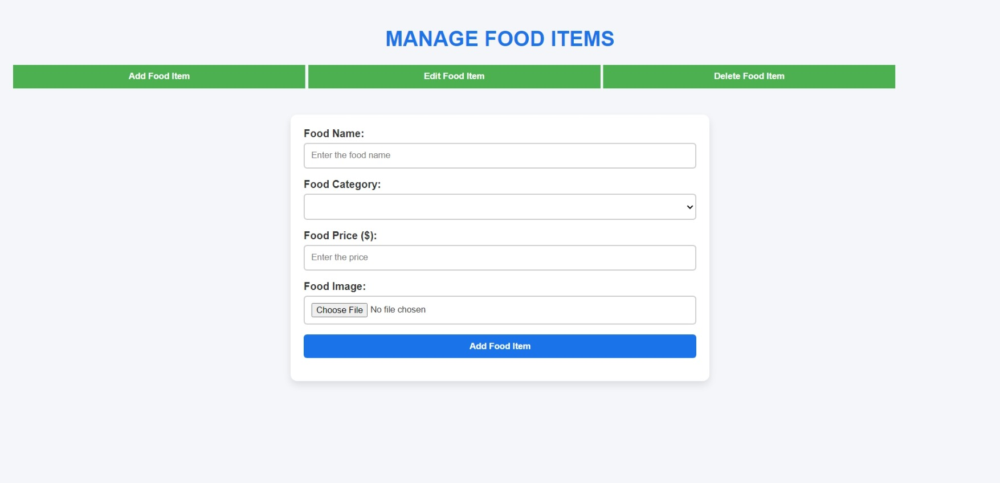 MANAGE FOOD ITEMS
Add Food Item Edit Food Item Delete Food Item
Food Name:
Enter the food name
Food Category:
Food Price ($):
Enter the price
Food Image:
Choose File No file chosen
Add Food Item